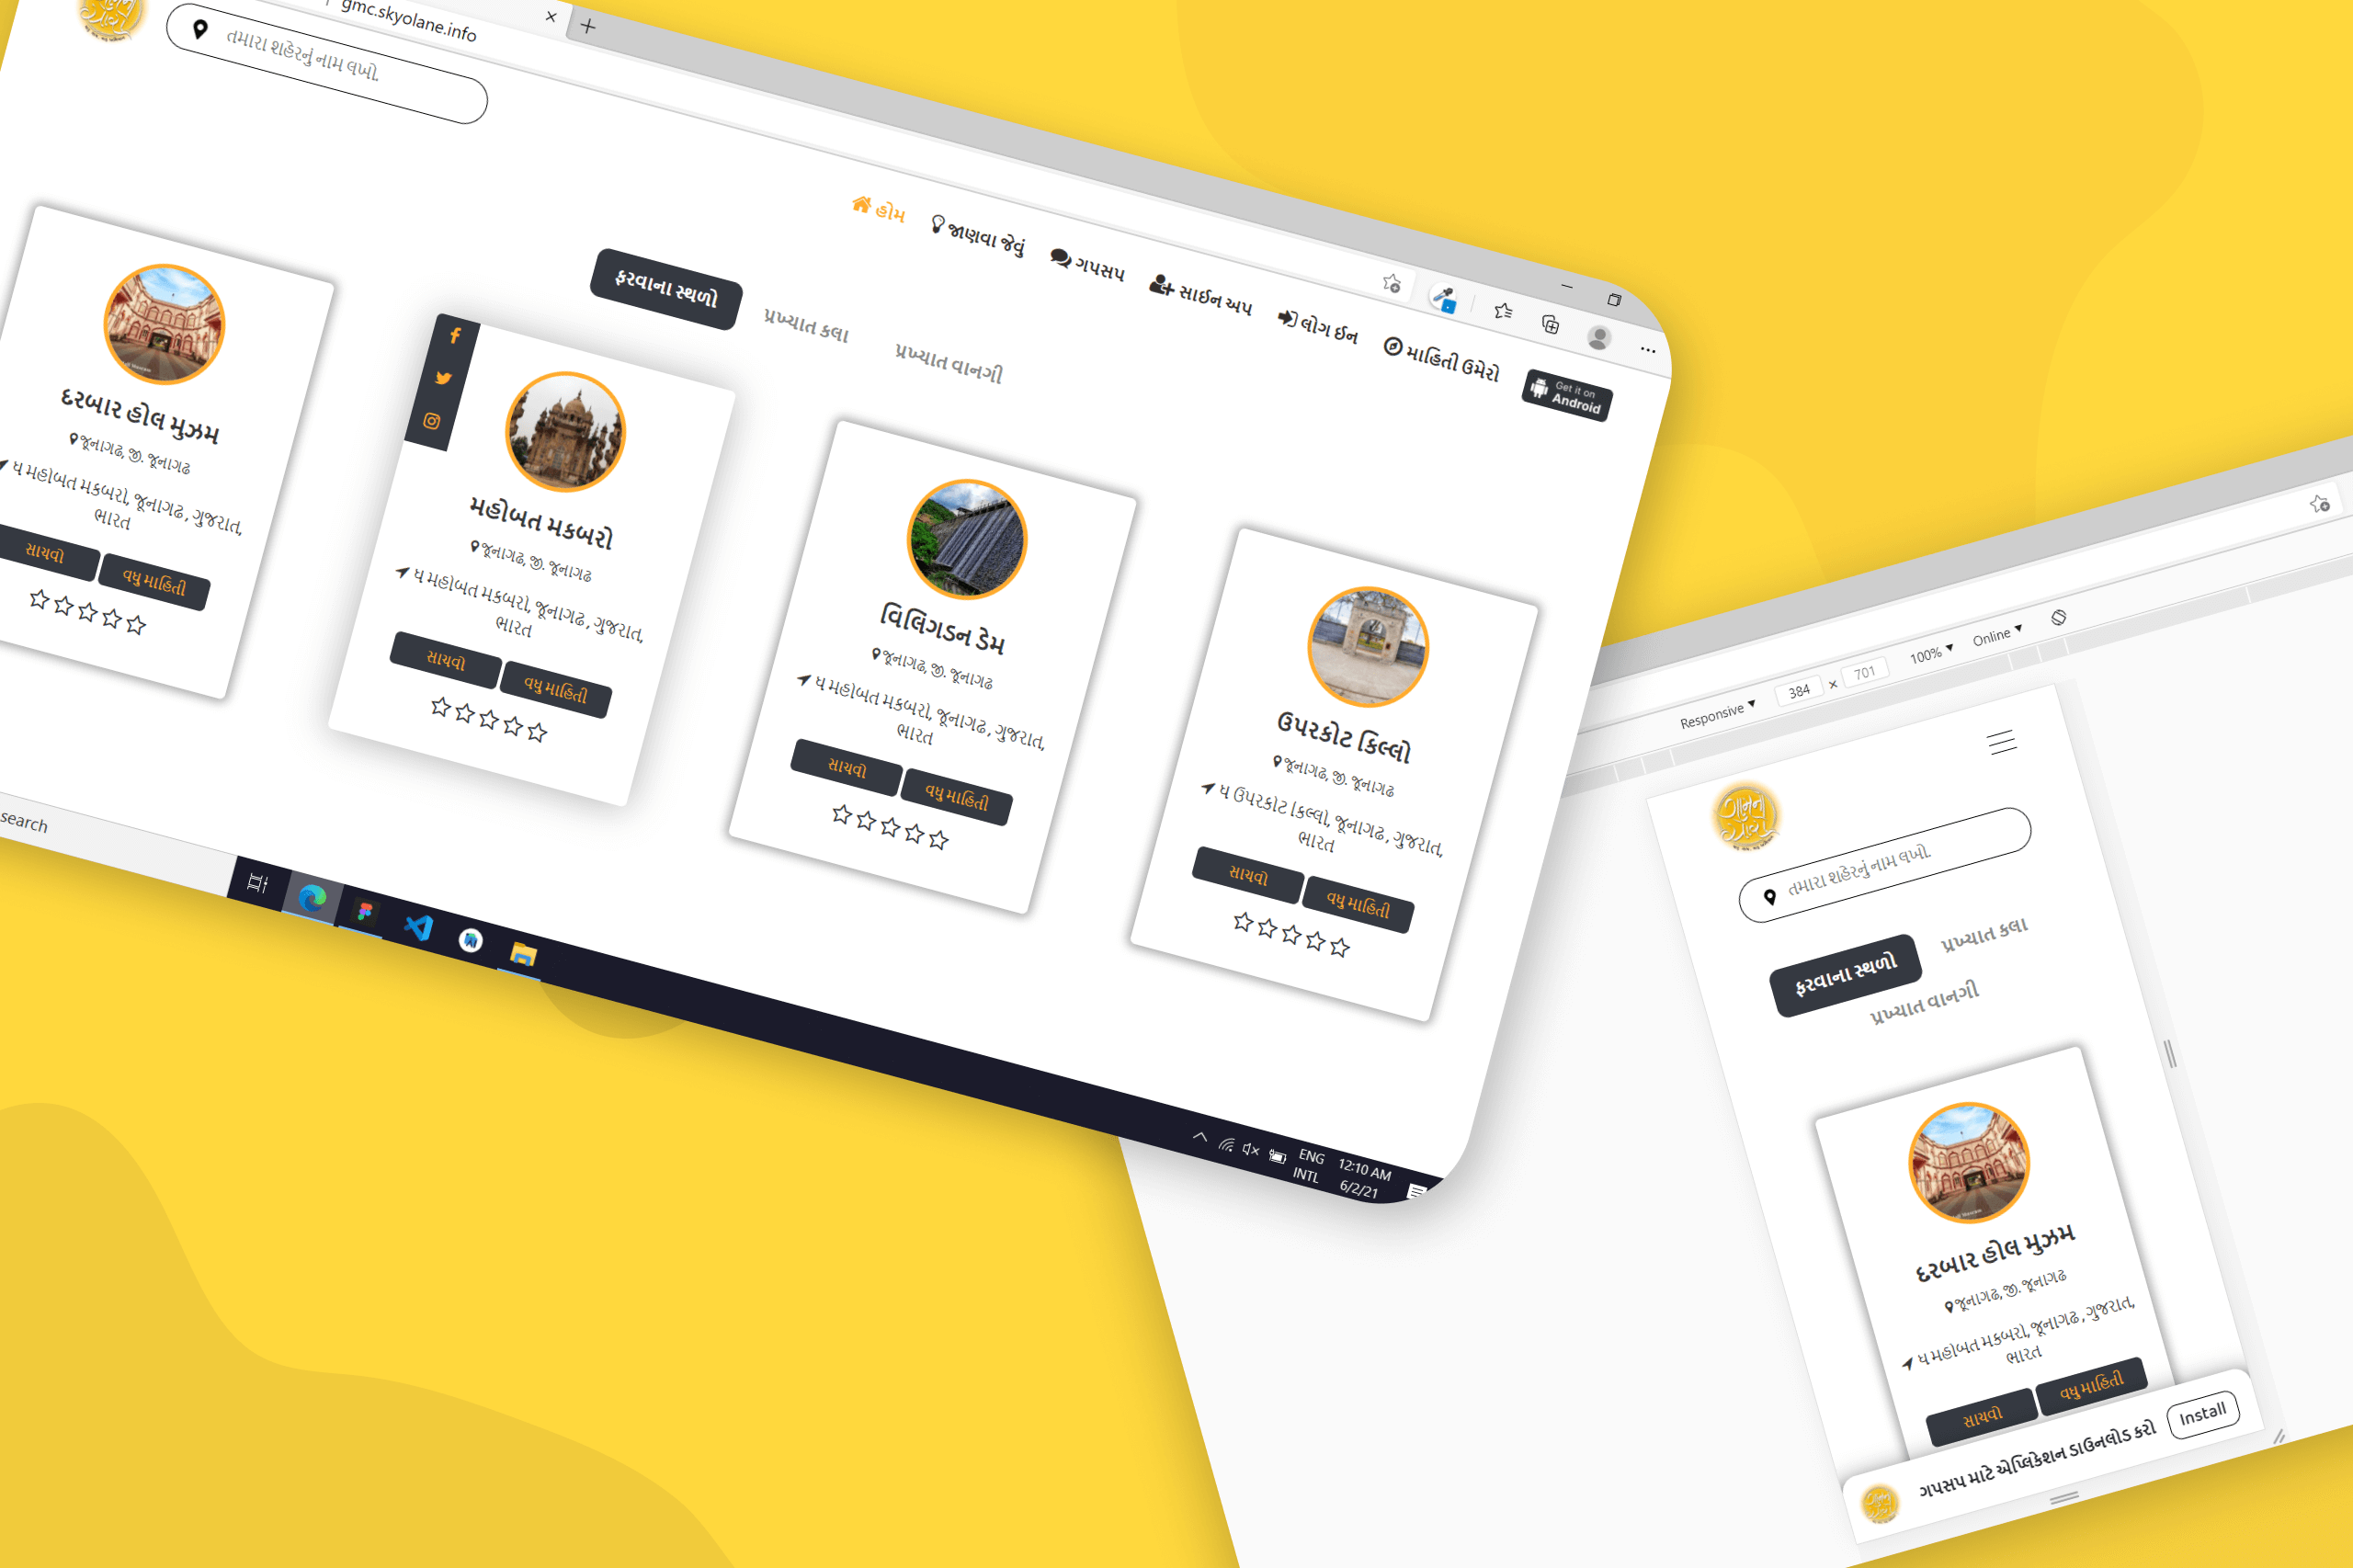 gmc.skyolane.info
તમારા શહેરનું નામ લખો.
હોમ
જાણવા જેવું
ગપસપ
સાઈન અપ
લોગ ઈન
માહિતી ઉમેરો
Get it on
Android
ફરવાના સ્થળો
પ્રખ્યાત કલા
પ્રખ્યાત વાનગી
દરબાર હોલ મુઝમ
જૂનાગઢ, જી. જૂનાગઢ
ધ મહોબત મકબરો, જૂનાગઢ , ગુજરાત,
ભારત
સાચવો
વધુ માહિતી
મહોબત મકબરો
જૂનાગઢ, જી. જૂનાગઢ
ધ મહોબત મકબરો, જૂનાગઢ , ગુજરાત,
ભારત
સાચવો
વધુ માહિતી
વિલિગડન ડેમ
જૂનાગઢ, જી. જૂનાગઢ
ધ મહોબત મકબરો, જૂનાગઢ , ગુજરાત,
ભારત
સાચવો
વધુ માહિતી
ઉપરકોટ કિલ્લો
જૂનાગઢ, જી. જૂનાગઢ
ધ ઉપરકોટ કિલ્લો, જૂનાગઢ , ગુજરાત,
ભારત
સાચવો
વધુ માહિતી
search
ENG
INTL
12:10 AM
6/2/21
Responsive
384 × 701
100%
Online
તમારા શહેરનું નામ લખો.
ફરવાના સ્થળો
પ્રખ્યાત કલા
પ્રખ્યાત વાનગી
દરબાર હોલ મુઝમ
જૂનાગઢ, જી. જૂનાગઢ
ધ મહોબત મકબરો, જૂનાગઢ , ગુજરાત,
ભારત
સાચવો
વધુ માહિતી
ગપસપ માટે એપ્લિકેશન ડાઉનલોડ કરો
Install